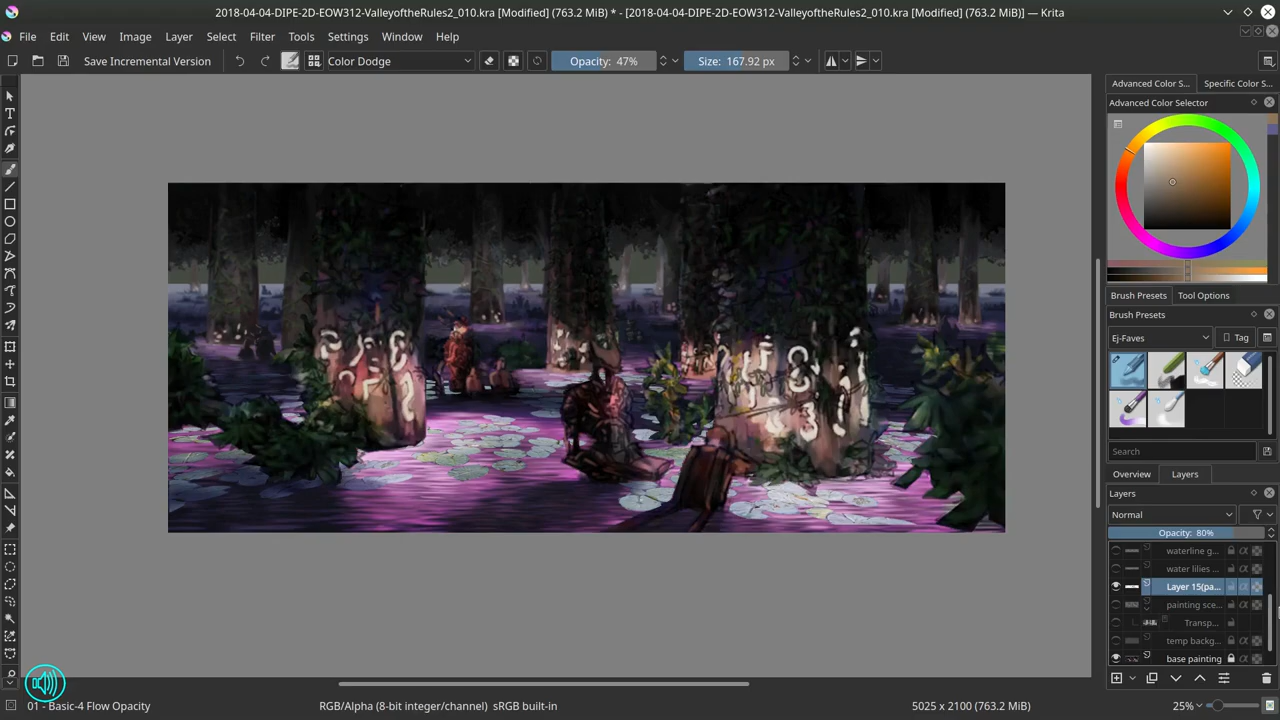 2018-04-04-DIPE-2D-EOW312-ValleyoftheRules2_010.kra [Modified] (763.2 MiB) * - [2018-04-04-DIPE-2D-EOW312-ValleyoftheRules2_010.kra [Modified] (763.2 MiB)] — Krita
File Edit View Image Layer Select Filter Tools Settings Window Help
Save Incremental Version Color Dodge Opacity: 47% Size: 167.92 px
Advanced Color S... Specific Color S...
Advanced Color Selector
Brush Presets Tool Options
Brush Presets
Ej-Faves Tag
Search
Overview Layers
Layers
Normal
Opacity: 80%
waterline g...
water lilies ...
Layer 15(pa...
painting sce...
Transp...
temp backg...
base painting
01 - Basic-4 Flow Opacity RGB/Alpha (8-bit integer/channel) sRGB built-in 5025 x 2100 (763.2 MiB) 25%